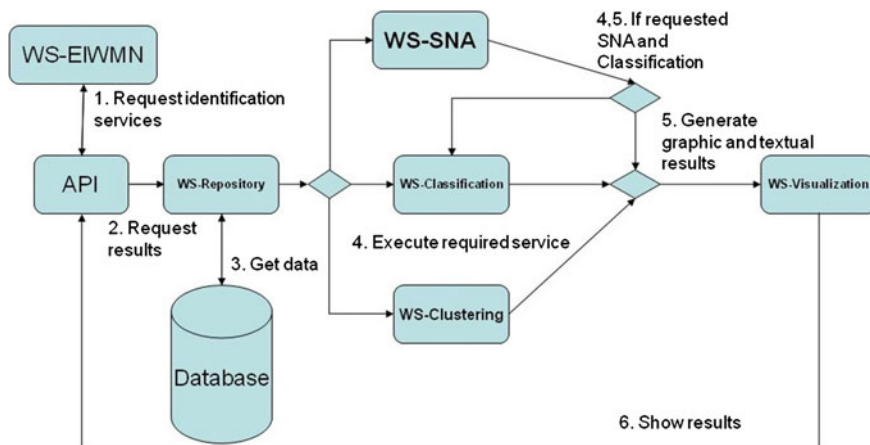 WS-EIWMN
1. Request identification
services
API
2. Request
results
WS-Repository
3. Get data
Database
WS-SNA
4,5. If requested
SNA and
Classification
WS-Classification
4. Execute required service
WS-Clustering
5. Generate
graphic and textual
results
WS-Visualization
6. Show results